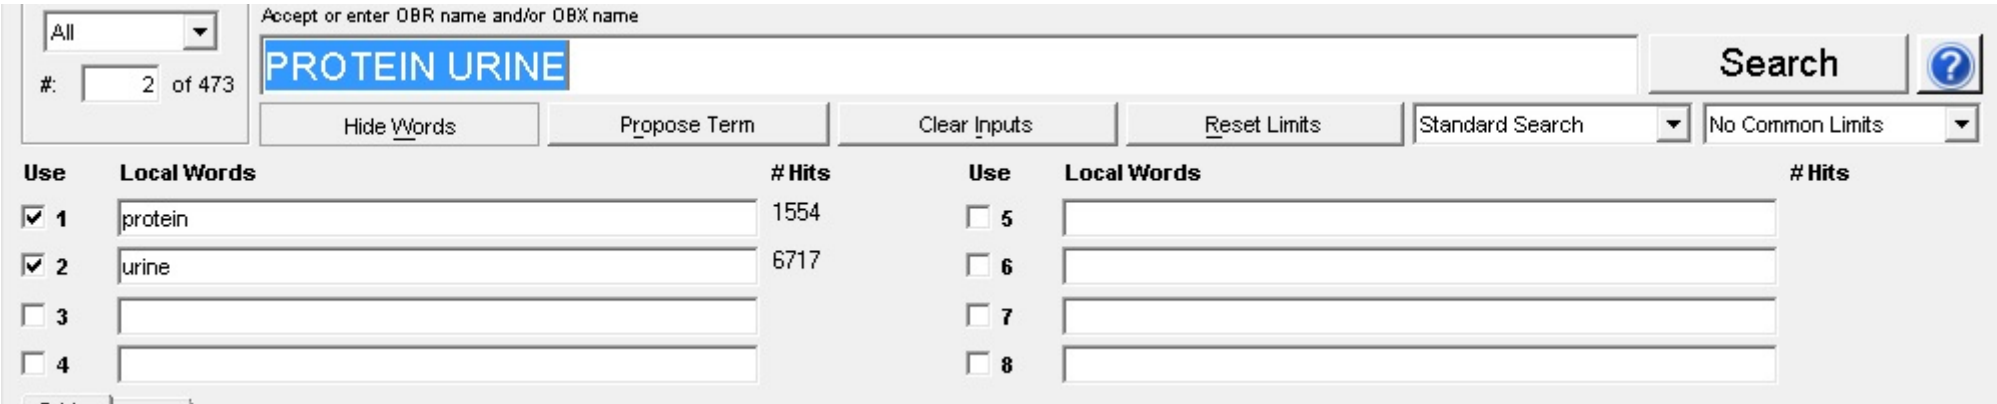 Accept or enter OBR name and/or OBX name
All
PROTEIN URINE Search ?
#: 2 of 473
Hide Words Propose Term Clear Inputs Reset Limits Standard Search No Common Limits
Use Local Words # Hits Use Local Words # Hits
1 protein 1554 5
2 urine 6717 6
3 7
4 8